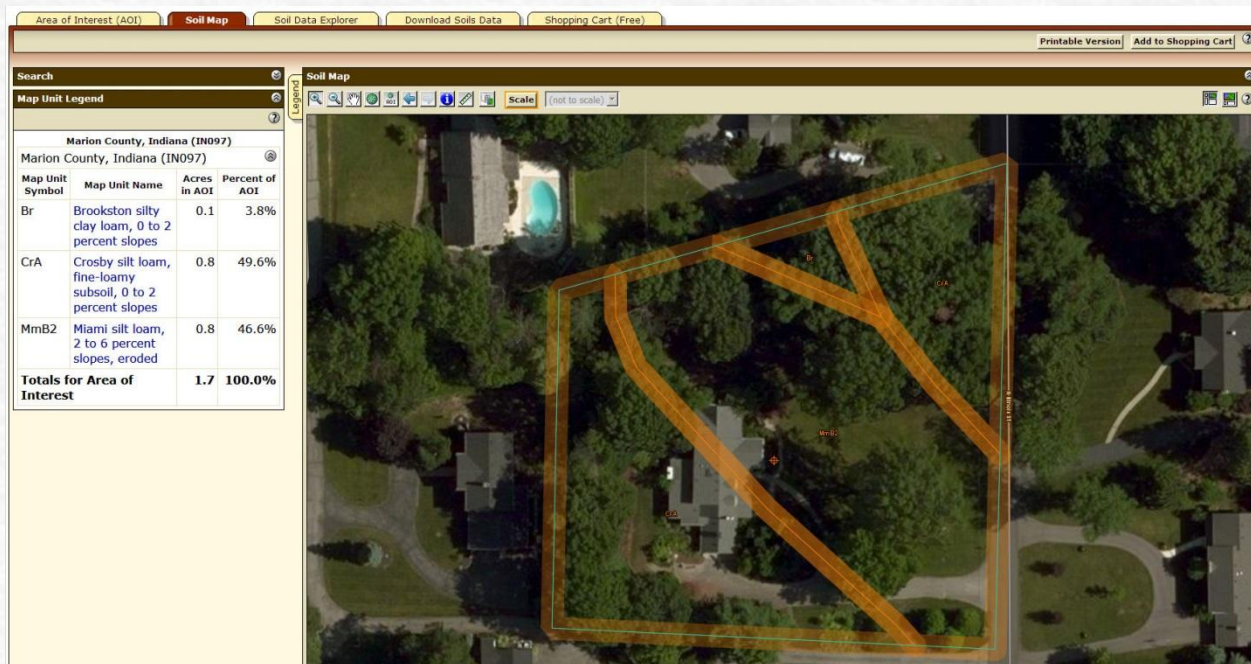 Area of Interest (AOI)
Soil Map
Soil Data Explorer
Download Soils Data
Shopping Cart (Free)
Printable Version
Add to Shopping Cart
Search
Map Unit Legend
Marion County, Indiana (IN097)
Marion County, Indiana (IN097)
Map Unit Symbol
Map Unit Name
Acres in AOI
Percent of AOI
Br
Brookston silty
clay loam, 0 to 2
percent slopes
0.1
3.8%
CrA
Crosby silt loam,
fine-loamy
subsoil, 0 to 2
percent slopes
0.8
49.6%
MmB2
Miami silt loam,
2 to 6 percent
slopes, eroded
0.8
46.6%
Totals for Area of
Interest
1.7
100.0%
Legend
Soil Map
AOI
Scale
(not to scale)
Br
CrA
MmB2
CrA